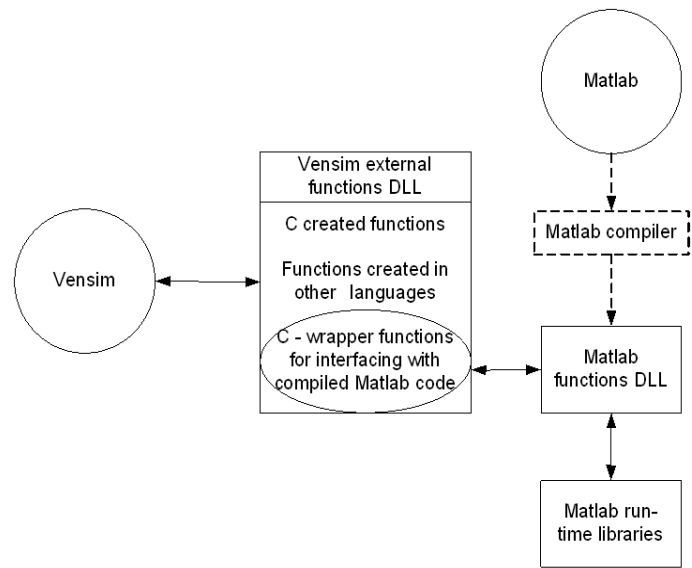 Matlab
Vensim external
functions DLL
C created functions
Matlab compiler
Vensim
Functions created in
other languages
C - wrapper functions
for interfacing with
compiled Matlab code
Matlab
functions DLL
Matlab run-
time libraries